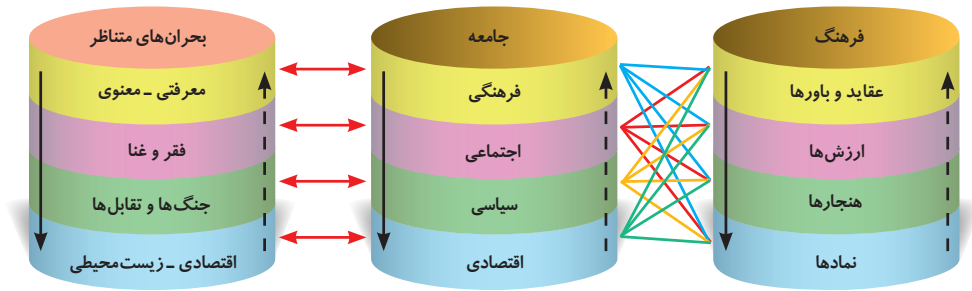 فرهنگ
عقاید و باورها
ارزش‌ها
هنجارها
نمادها
جامعه
فرهنگی
اجتماعی
سیاسی
اقتصادی
بحران‌های متناظر
معرفتی ـ معنوی
فقر و غنا
جنگ‌ها و تقابل‌ها
اقتصادی ـ زیست‌محیطی